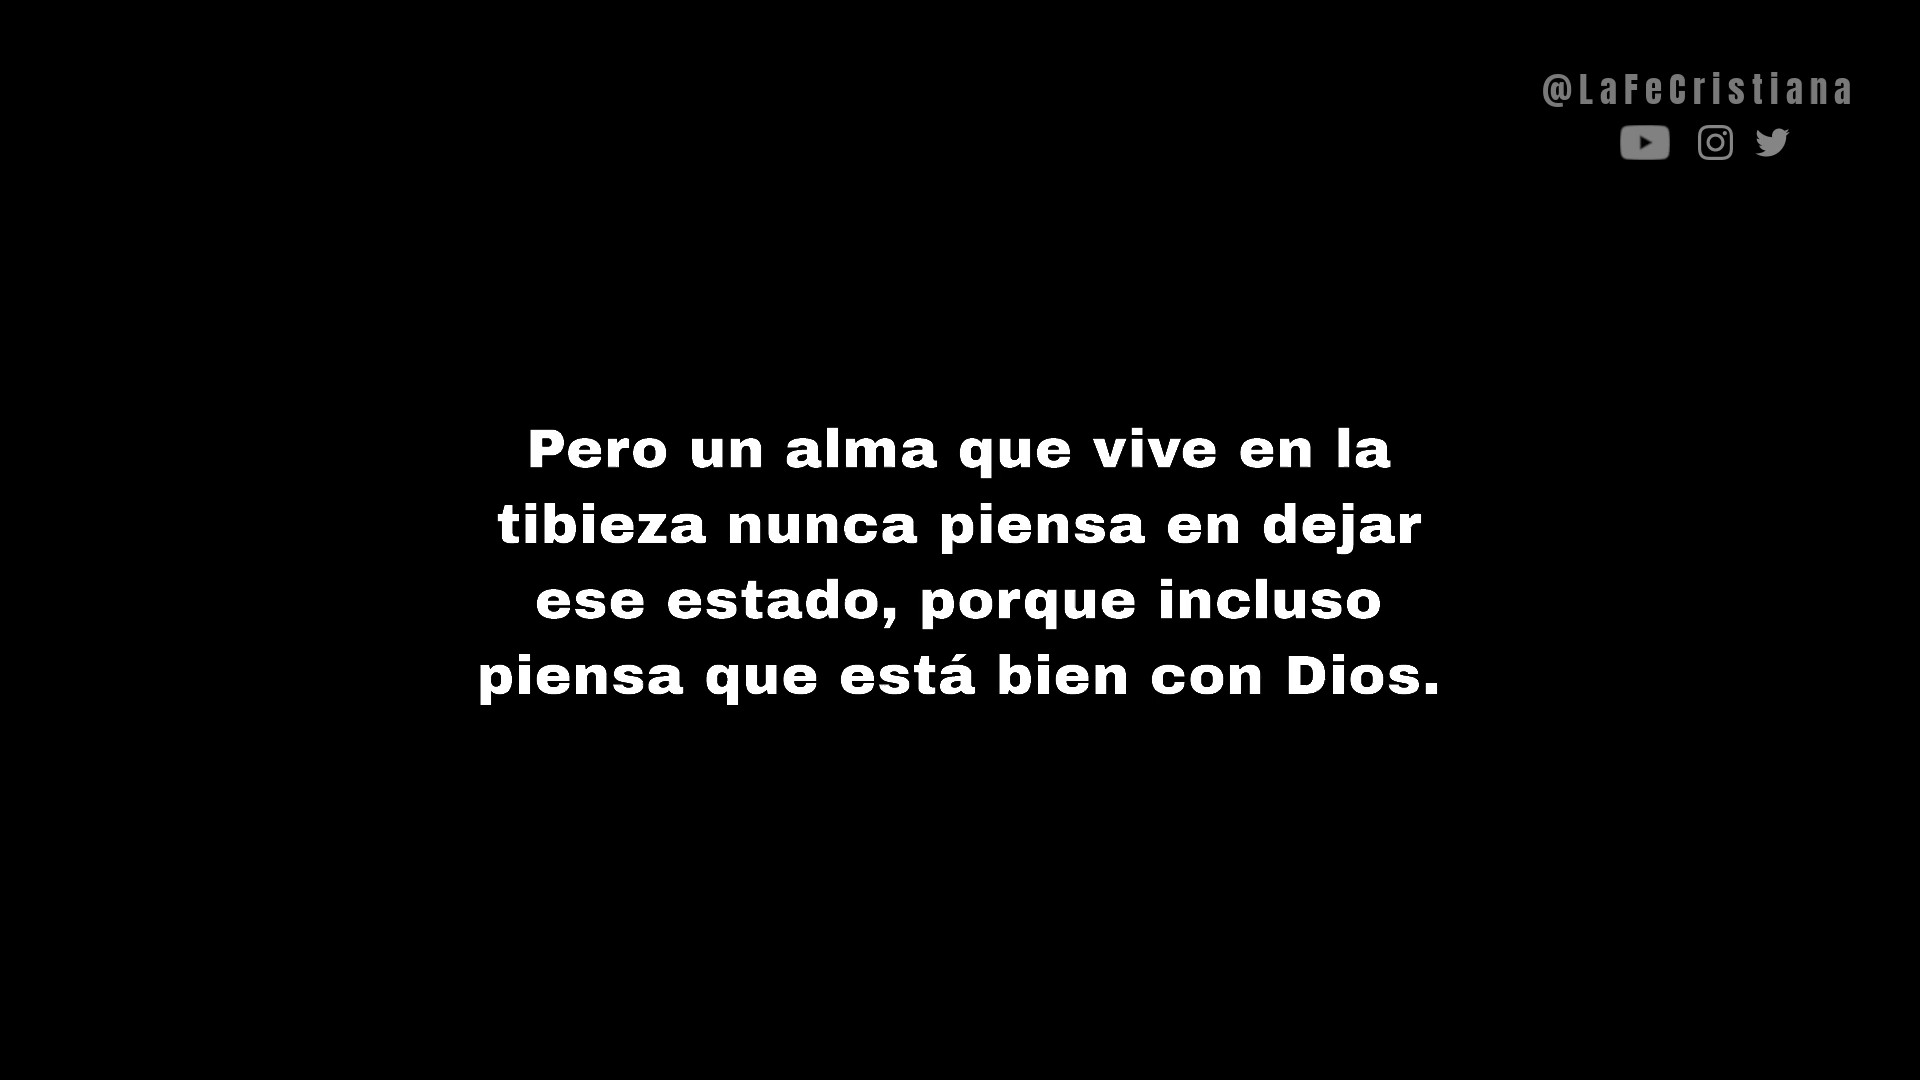 @LaFeCristiana
Pero un alma que vive en la
tibieza nunca piensa en dejar
ese estado, porque incluso
piensa que está bien con Dios.